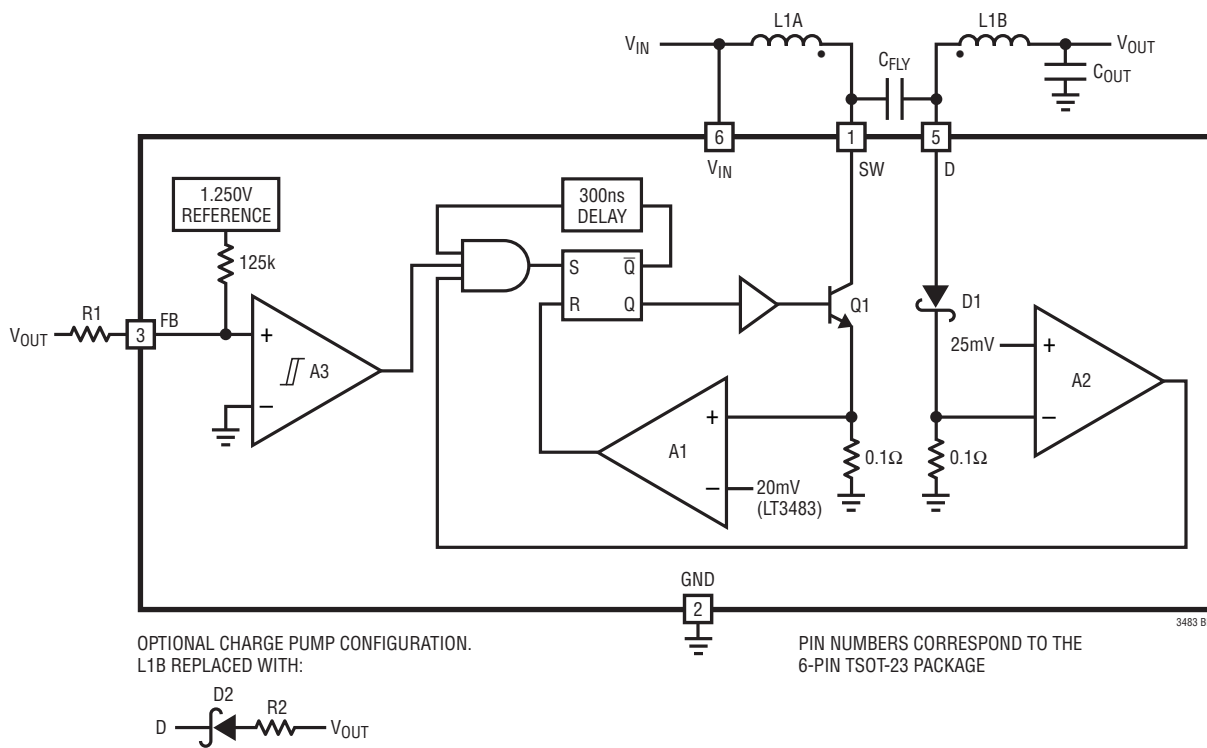 L1A
L1B
VIN
VOUT
CFLY
COUT
6
1
5
VIN
SW
D
1.250V
REFERENCE
300ns
DELAY
125k
S
Q̅
R
Q
Q1
D1
R1
FB
VOUT
3
+
A3
−
25mV
+
A2
−
+
A1
−
20mV
(LT3483)
0.1Ω
0.1Ω
GND
2
3483 B
OPTIONAL CHARGE PUMP CONFIGURATION.
L1B REPLACED WITH:
PIN NUMBERS CORRESPOND TO THE
6-PIN TSOT-23 PACKAGE
D2
R2
D
VOUT